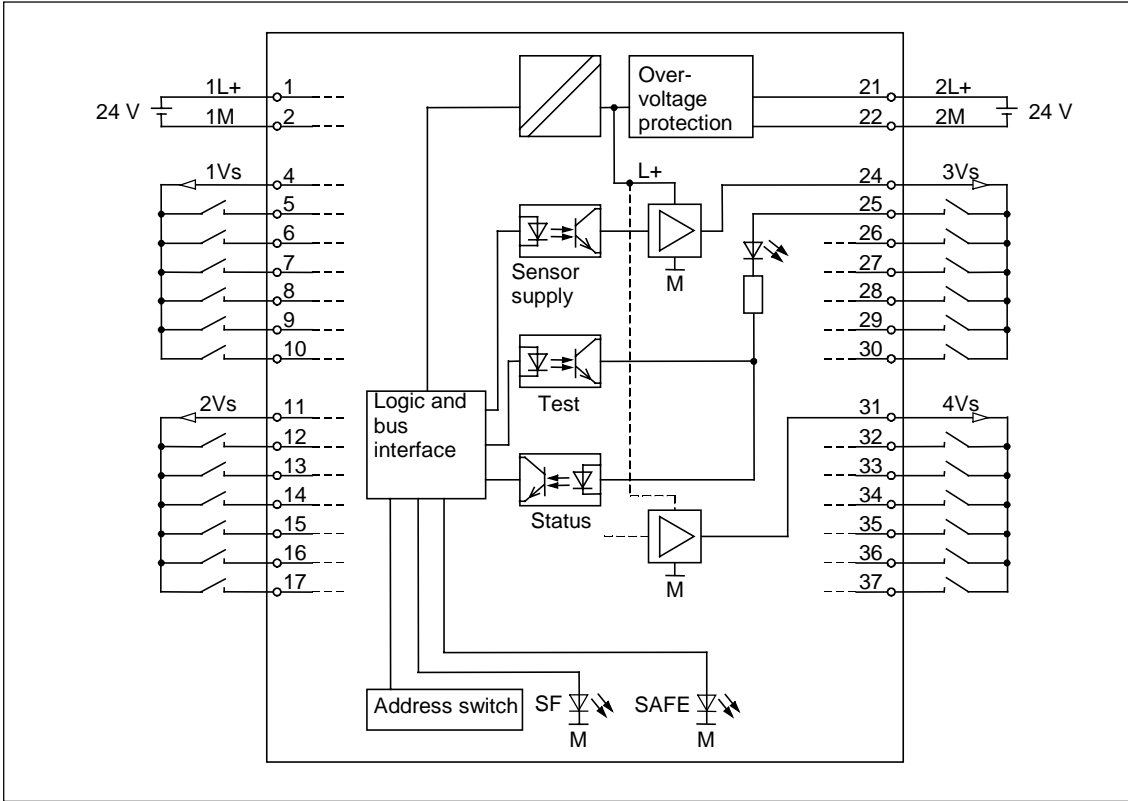 Over-
voltage
protection
24 V
1L+
1
1M
2
21
2L+
22
2M
24 V
1Vs
4
5
6
7
8
9
10
L+
24
3Vs
25
26
27
28
29
30
M
Sensor
supply
Test
Logic and
bus
interface
Status
2Vs
11
12
13
14
15
16
17
31
4Vs
32
33
34
35
36
37
M
Address switch
SF
M
SAFE
M